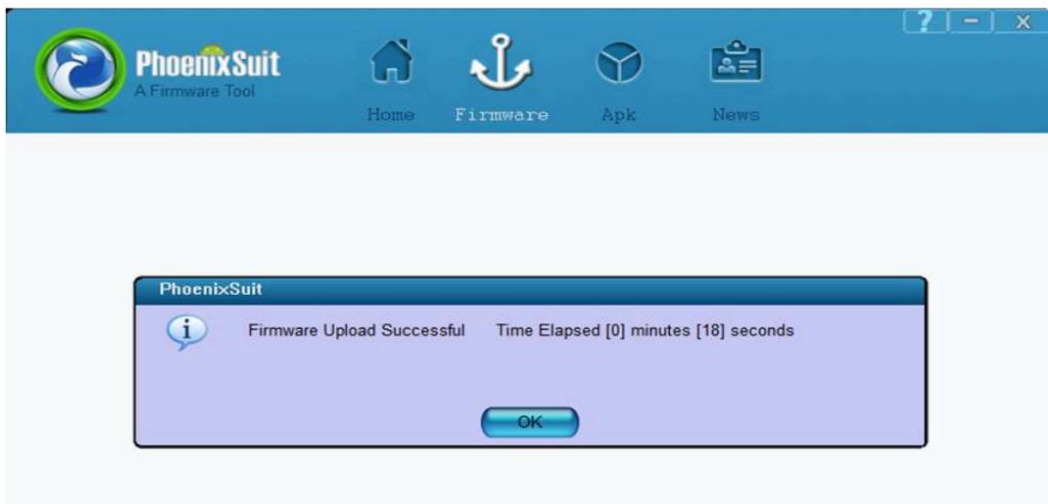 ? - x
PhoenixSuit
A Firmware Tool
Home Firmware Apk News
PhoenixSuit
i Firmware Upload Successful Time Elapsed [0] minutes [18] seconds
OK